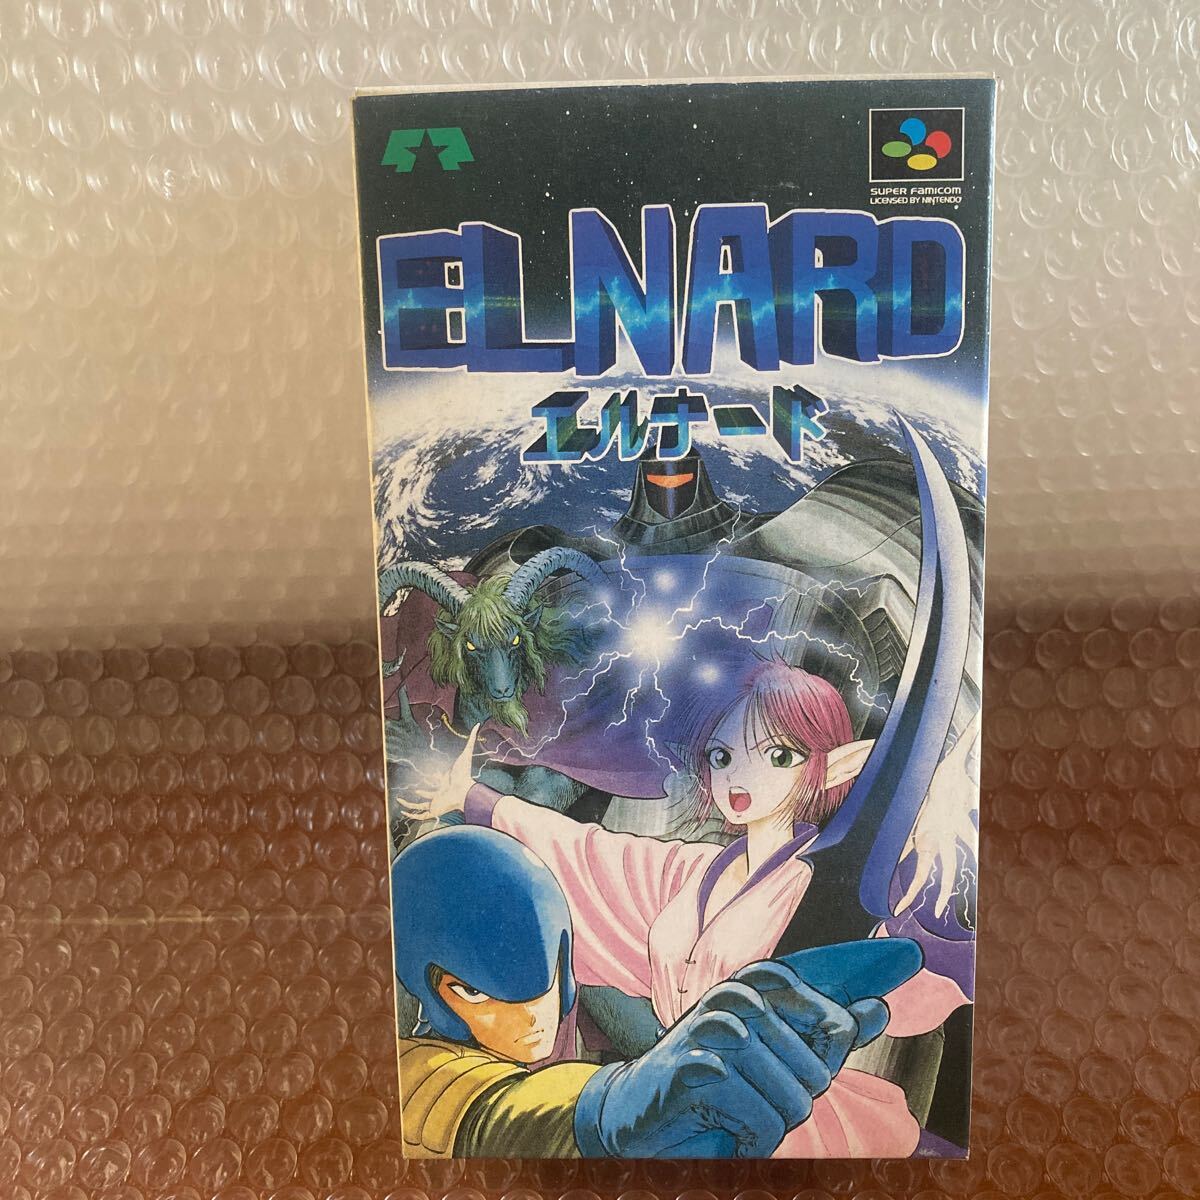 SUPER FAMICOM
LICENSED BY NINTENDO
ELNARD
エルナード